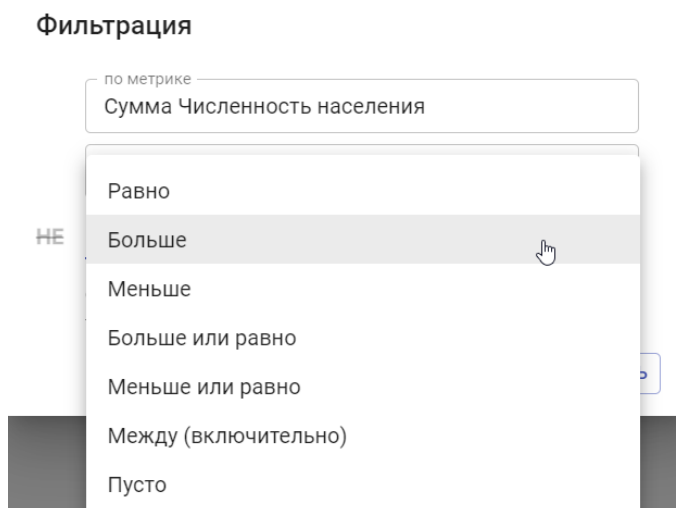 Фильтрация
по метрике
Сумма Численность населения
Равно
НЕ
Больше
Меньше
Больше или равно
Меньше или равно
Между (включительно)
Пусто